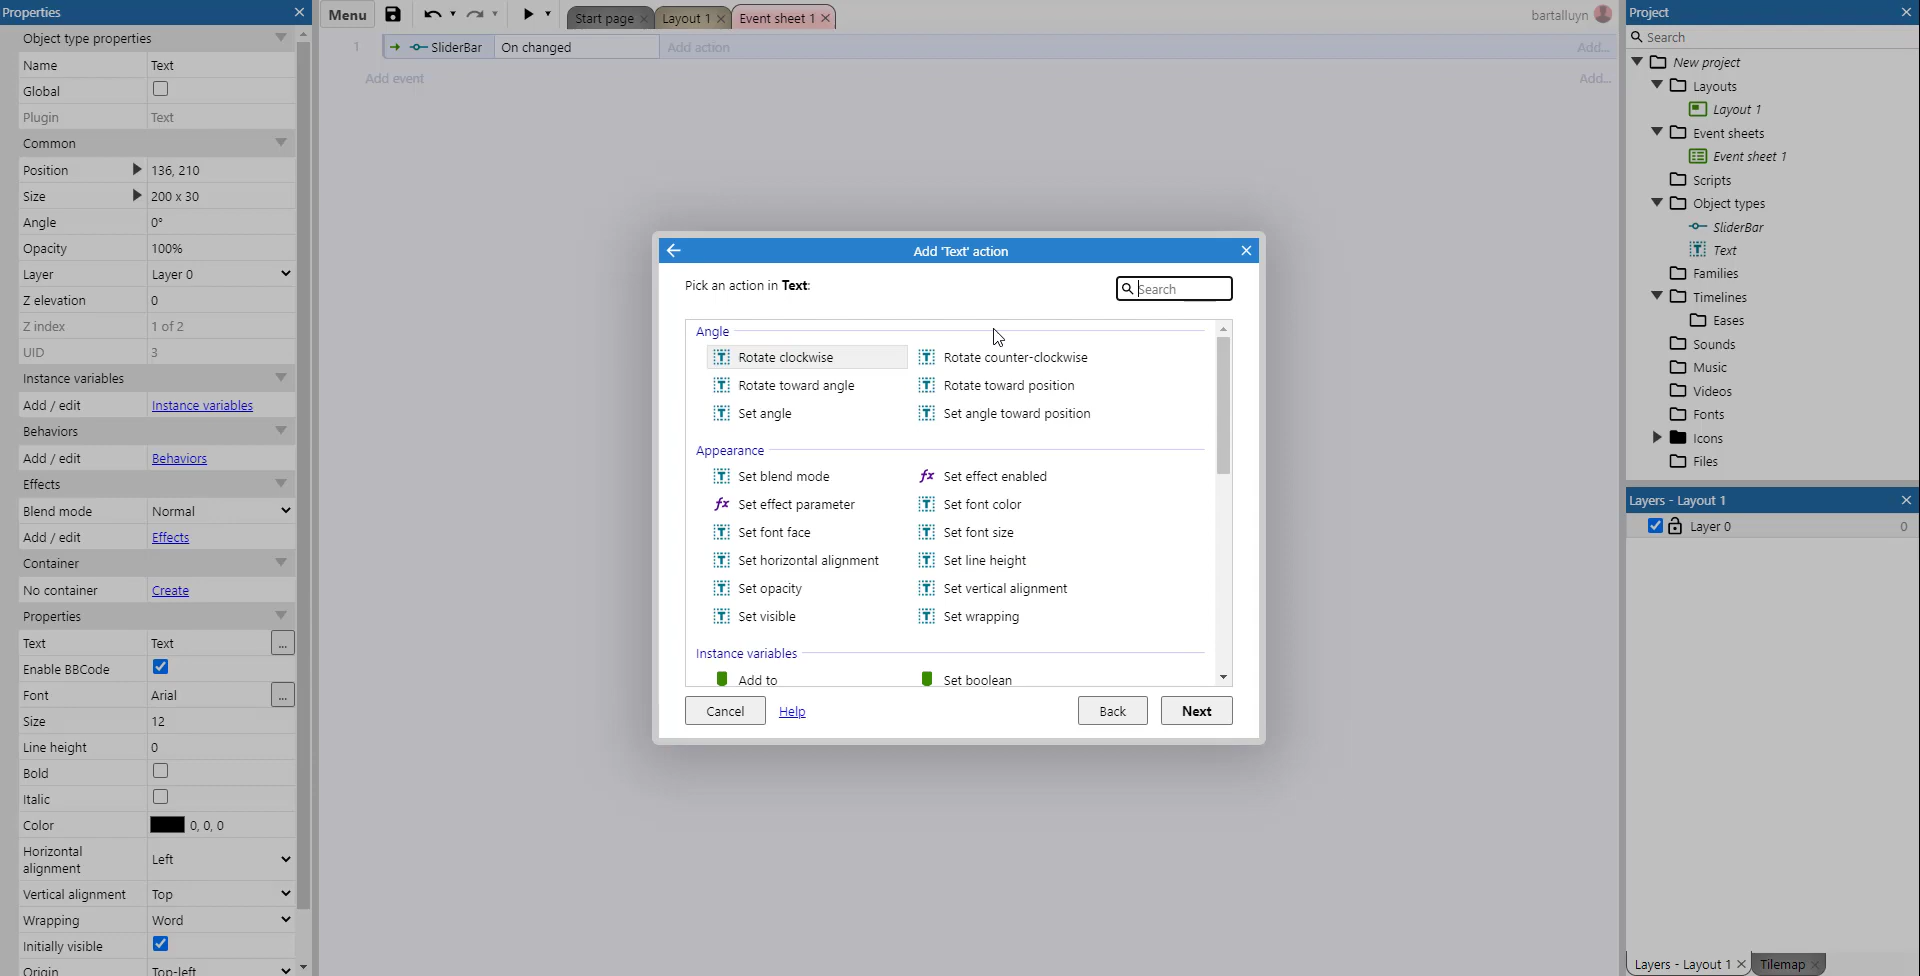 Properties
Object type properties
Name Text
Global
Plugin Text
Common
Position 136, 210
Size 200 x 30
Angle 0°
Opacity 100%
Layer Layer 0
Z elevation 0
Z index 1 of 2
UID 3
Instance variables
Add / edit Instance variables
Behaviors
Add / edit Behaviors
Effects
Blend mode Normal
Add / edit Effects
Container
No container Create
Properties
Text Text ...
Enable BBCode
Font Arial ...
Size 12
Line height 0
Bold
Italic
Color 0, 0, 0
Horizontal
alignment Left
Vertical alignment Top
Wrapping Word
Initially visible
Origin Top-left
Menu Start page Layout 1 Event sheet 1 bartalluyn
1 SliderBar On changed Add action Add...
Add event Add...
Add 'Text' action
Pick an action in Text:
Search
Angle
Rotate clockwise Rotate counter-clockwise
Rotate toward angle Rotate toward position
Set angle Set angle toward position
Appearance
Set blend mode fx Set effect enabled
fx Set effect parameter Set font color
Set font face Set font size
Set horizontal alignment Set line height
Set opacity Set vertical alignment
Set visible Set wrapping
Instance variables
Add to Set boolean
Cancel Help Back Next
Project
Search
New project
Layouts
Layout 1
Event sheets
Event sheet 1
Scripts
Object types
SliderBar
Text
Families
Timelines
Eases
Sounds
Music
Videos
Fonts
Icons
Files
Layers - Layout 1
Layer 0 0
Layers - Layout 1 Tilemap